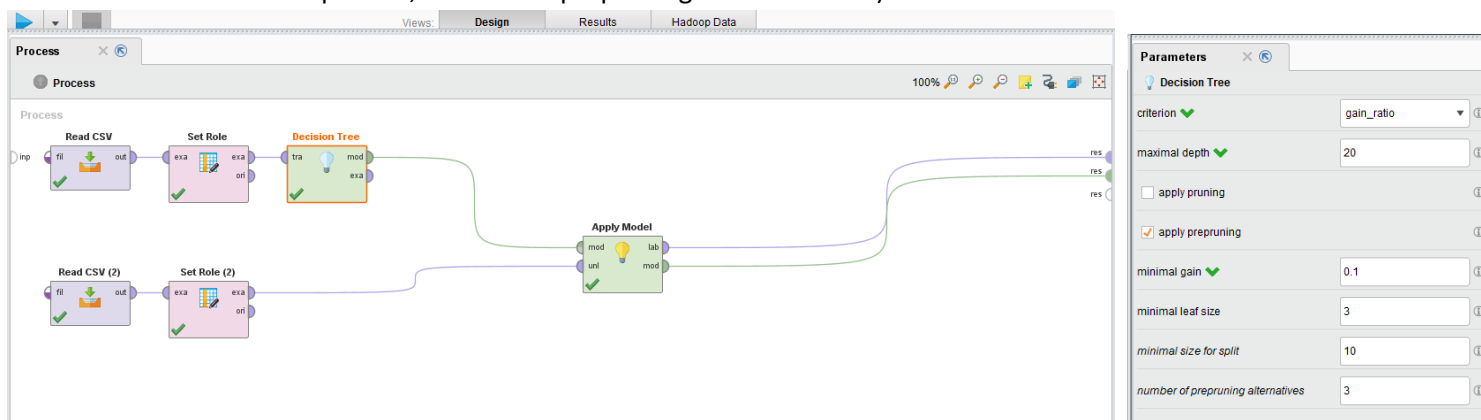 Views: Design Results Hadoop Data
Process
Process
100%
Process
Read CSV Set Role Decision Tree
inp fil out exa exa ori tra mod exa
res
res
res
Apply Model
mod lab
unl mod
Read CSV (2) Set Role (2)
fil out exa exa
ori
Parameters
Decision Tree
criterion gain_ratio
maximal depth 20
apply pruning
apply prepruning
minimal gain 0.1
minimal leaf size 3
minimal size for split 10
number of prepruning alternatives 3